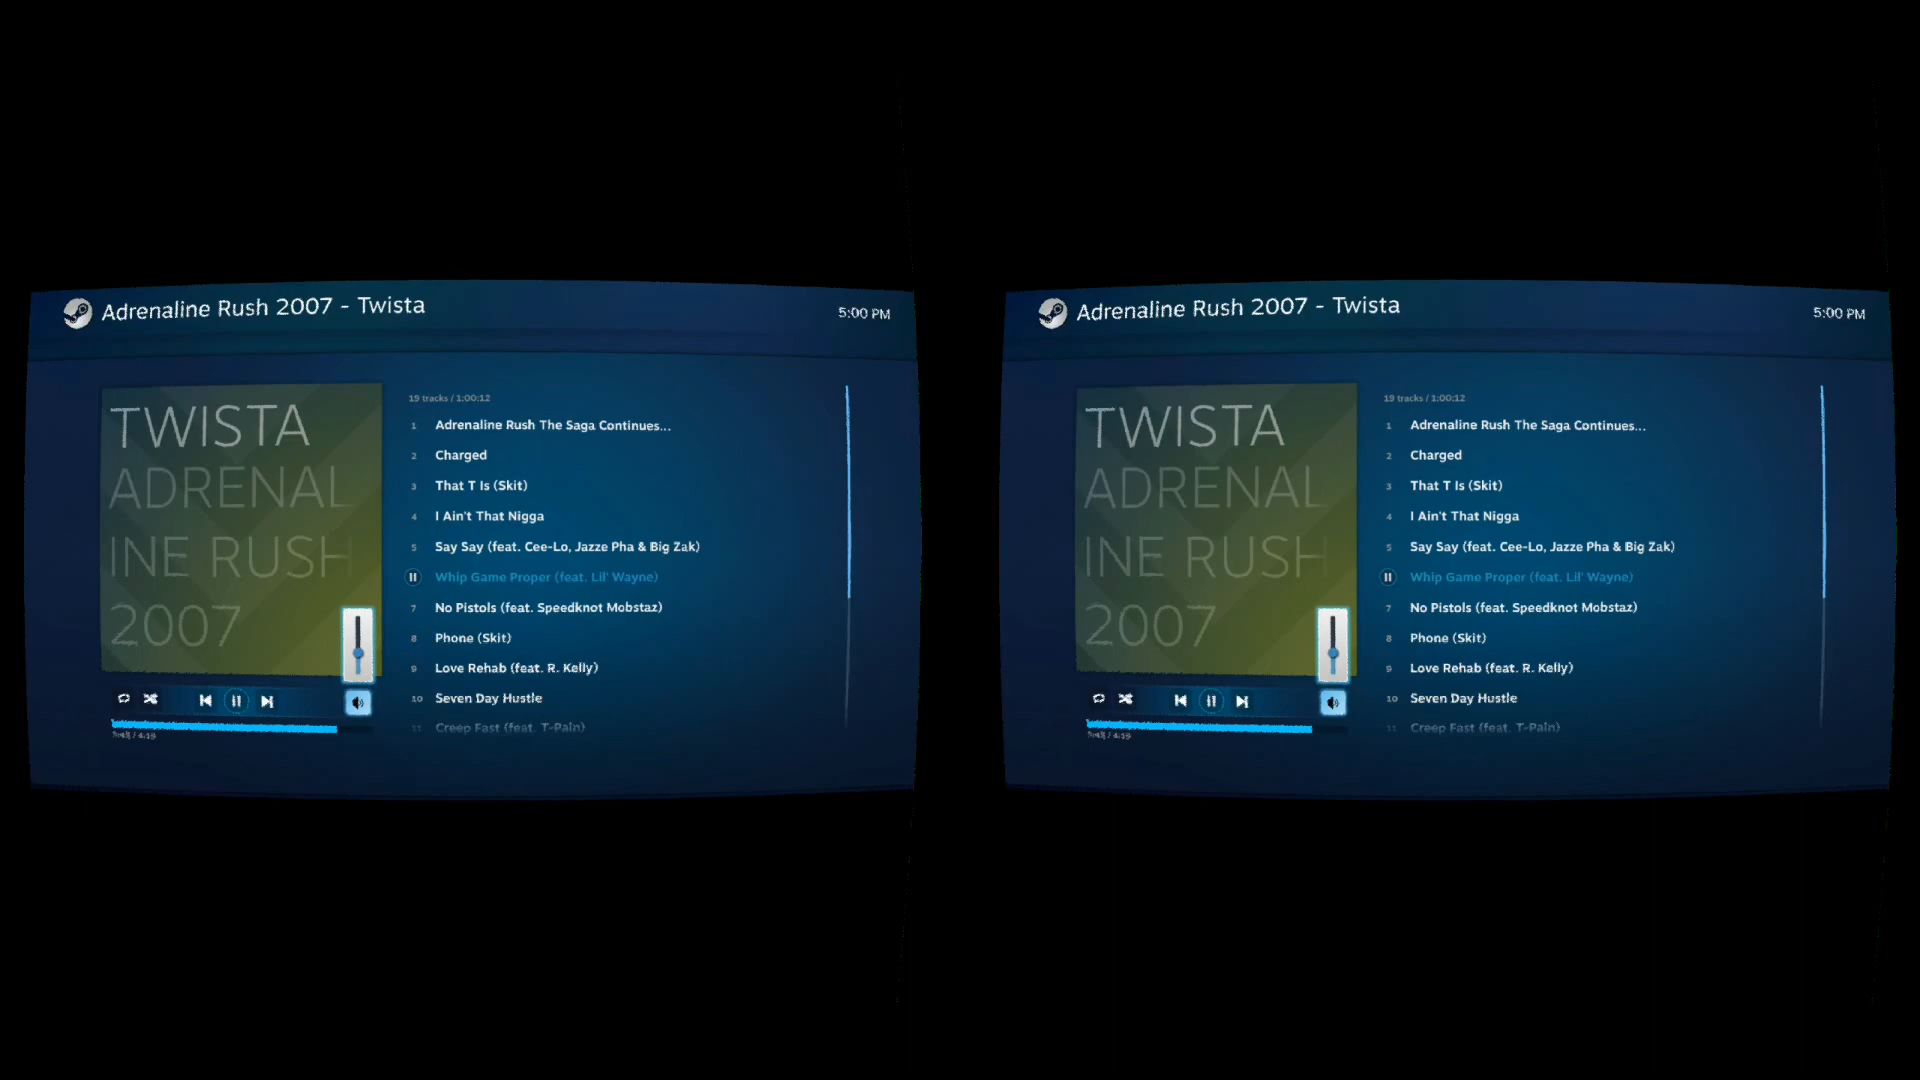 Adrenaline Rush 2007 - Twista
5:00 PM
TWISTA
ADRENAL
INE RUSH
2007
19 tracks / 1:00:12
1 Adrenaline Rush The Saga Continues...
2 Charged
3 That T Is (Skit)
4 I Ain't That Nigga
5 Say Say (feat. Cee-Lo, Jazze Pha & Big Zak)
Whip Game Proper (feat. Lil' Wayne)
7 No Pistols (feat. Speedknot Mobstaz)
8 Phone (Skit)
9 Love Rehab (feat. R. Kelly)
10 Seven Day Hustle
11 Creep Fast (feat. T-Pain)
/ 4:19
Adrenaline Rush 2007 - Twista
5:00 PM
TWISTA
ADRENAL
INE RUSH
2007
19 tracks / 1:00:12
1 Adrenaline Rush The Saga Continues...
2 Charged
3 That T Is (Skit)
4 I Ain't That Nigga
5 Say Say (feat. Cee-Lo, Jazze Pha & Big Zak)
Whip Game Proper (feat. Lil' Wayne)
7 No Pistols (feat. Speedknot Mobstaz)
8 Phone (Skit)
9 Love Rehab (feat. R. Kelly)
10 Seven Day Hustle
11 Creep Fast (feat. T-Pain)
/ 4:19